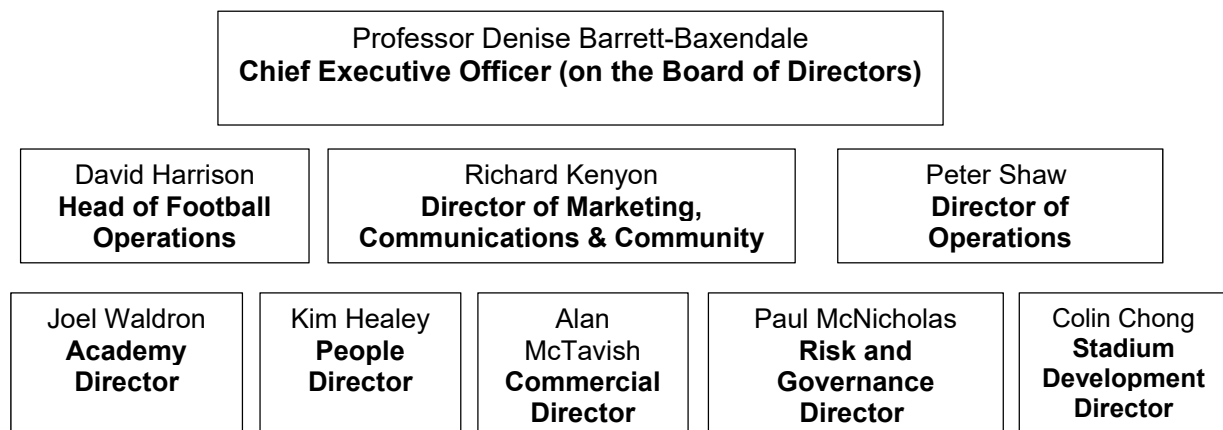 Professor Denise Barrett-Baxendale
Chief Executive Officer (on the Board of Directors)
David Harrison
Head of Football
Operations
Richard Kenyon
Director of Marketing,
Communications & Community
Peter Shaw
Director of
Operations
Joel Waldron
Academy
Director
Kim Healey
People
Director
Alan
McTavish
Commercial
Director
Paul McNicholas
Risk and
Governance
Director
Colin Chong
Stadium
Development
Director